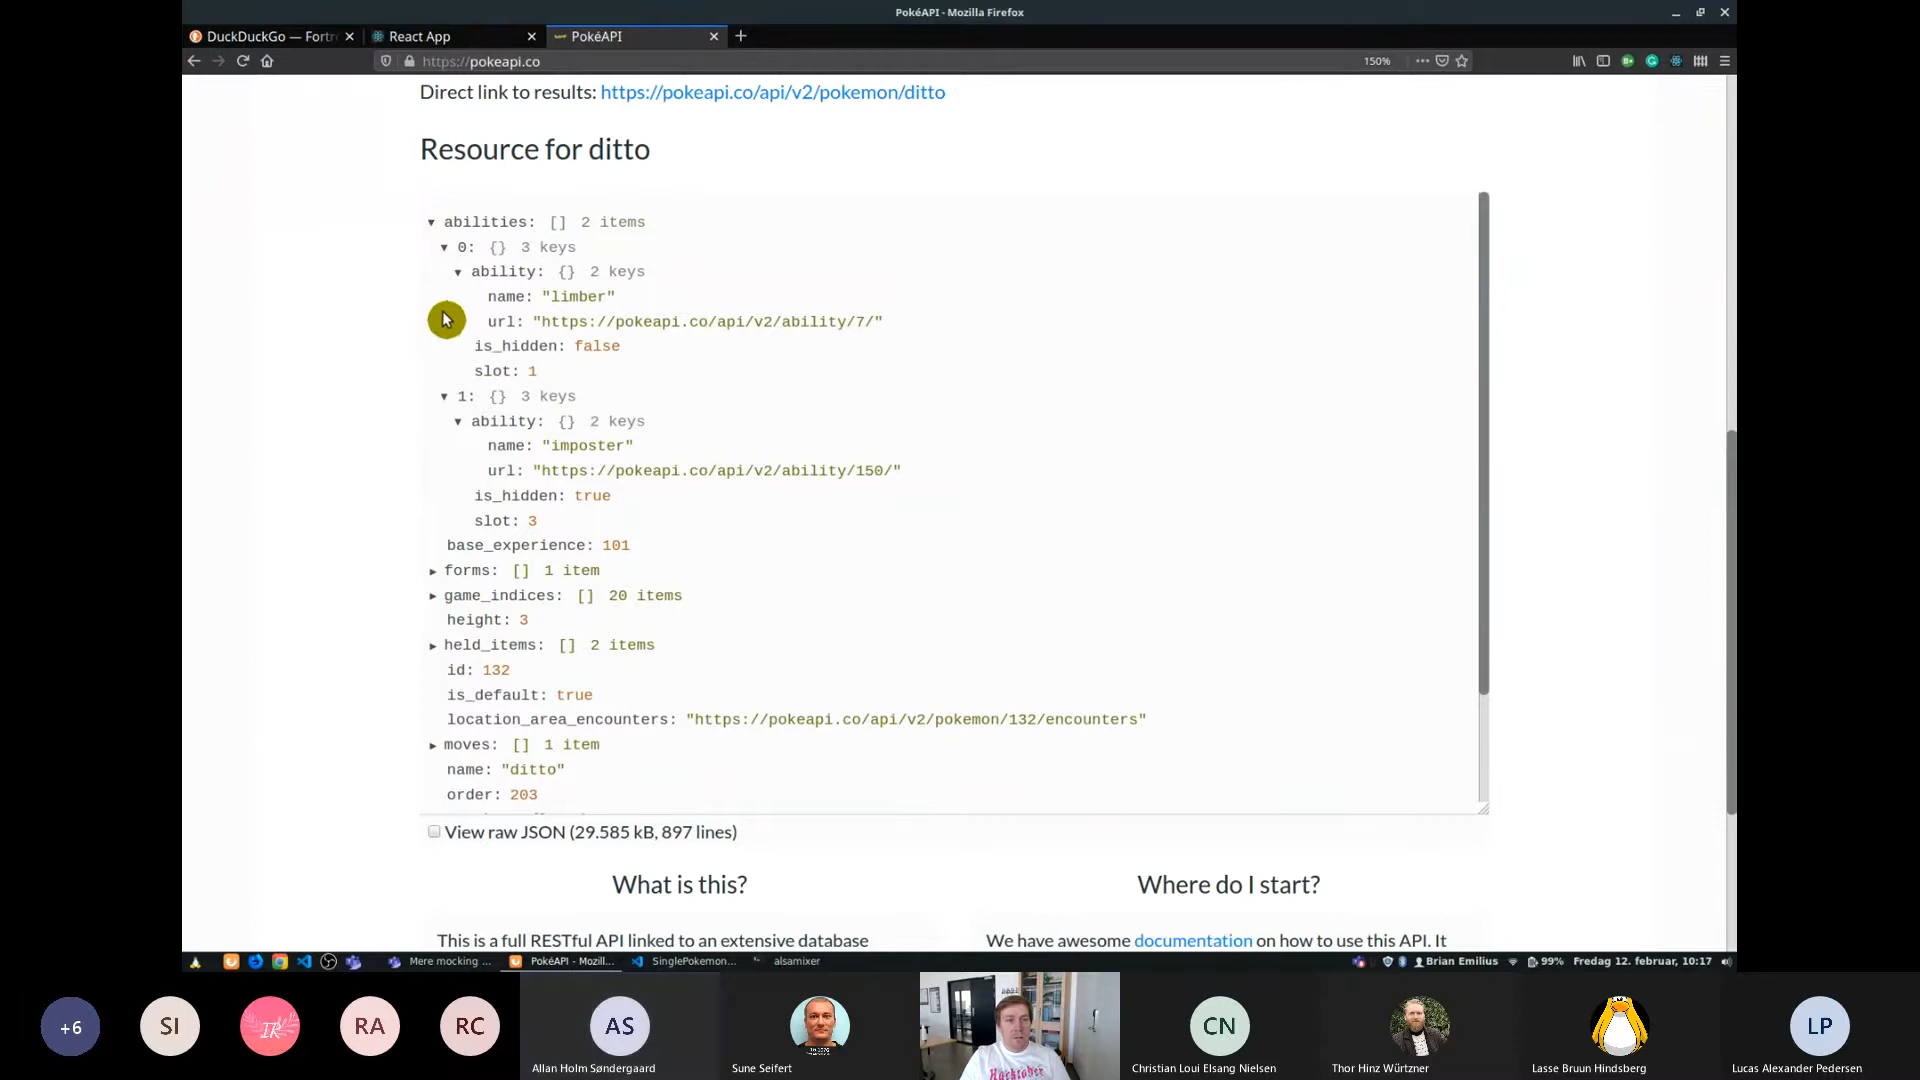 PokéAPI - Mozilla Firefox
DuckDuckGo — Fortr
React App
PokéAPI
https://pokeapi.co
150%
Direct link to results: https://pokeapi.co/api/v2/pokemon/ditto
Resource for ditto
▼ abilities: [] 2 items
▼ 0: {} 3 keys
▼ ability: {} 2 keys
name: "limber"
url: "https://pokeapi.co/api/v2/ability/7/"
is_hidden: false
slot: 1
▼ 1: {} 3 keys
▼ ability: {} 2 keys
name: "imposter"
url: "https://pokeapi.co/api/v2/ability/150/"
is_hidden: true
slot: 3
base_experience: 101
► forms: [] 1 item
► game_indices: [] 20 items
height: 3
► held_items: [] 2 items
id: 132
is_default: true
location_area_encounters: "https://pokeapi.co/api/v2/pokemon/132/encounters"
► moves: [] 1 item
name: "ditto"
order: 203
View raw JSON (29.585 kB, 897 lines)
What is this?
Where do I start?
This is a full RESTful API linked to an extensive database
We have awesome documentation on how to use this API. It
Mere mocking ...
PokéAPI - Mozill...
SinglePokemon...
alsamixer
Brian Emilius
99%
Fredag 12. februar, 10:17
+6
SI
RA
RC
AS
CN
LP
Hacktober
Allan Holm Søndergaard
Sune Seifert
Christian Loui Elsang Nielsen
Thor Hinz Würtzner
Lasse Bruun Hindsberg
Lucas Alexander Pedersen